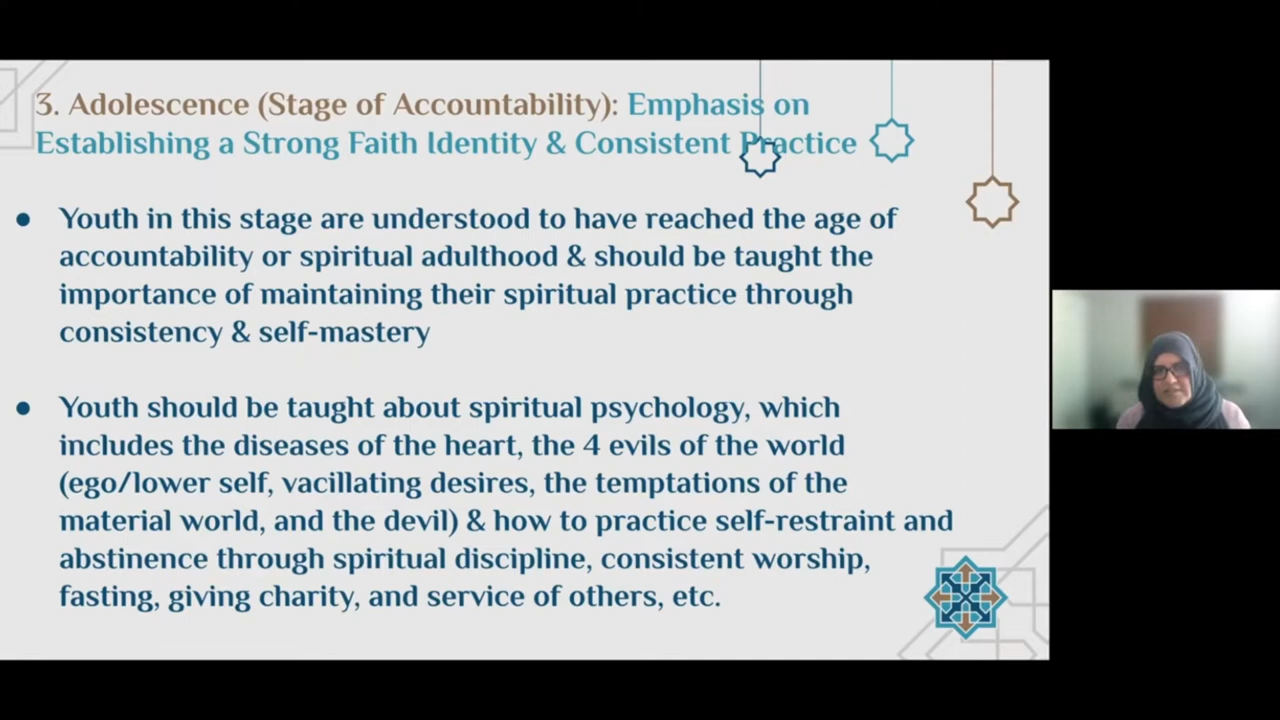 3. Adolescence (Stage of Accountability): Emphasis on
Establishing a Strong Faith Identity & Consistent Practice
● Youth in this stage are understood to have reached the age of
accountability or spiritual adulthood & should be taught the
importance of maintaining their spiritual practice through
consistency & self-mastery
● Youth should be taught about spiritual psychology, which
includes the diseases of the heart, the 4 evils of the world
(ego/lower self, vacillating desires, the temptations of the
material world, and the devil) & how to practice self-restraint and
abstinence through spiritual discipline, consistent worship,
fasting, giving charity, and service of others, etc.